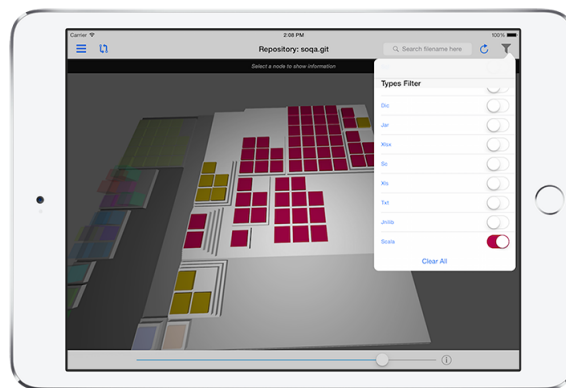 Carrier
2:08 PM
100%
Repository: soqa.git
Search filename here
Select a node to show information
Types Filter
Jar
Xlsx
Sc
Xls
Txt
Jnilib
Scala
Clear All